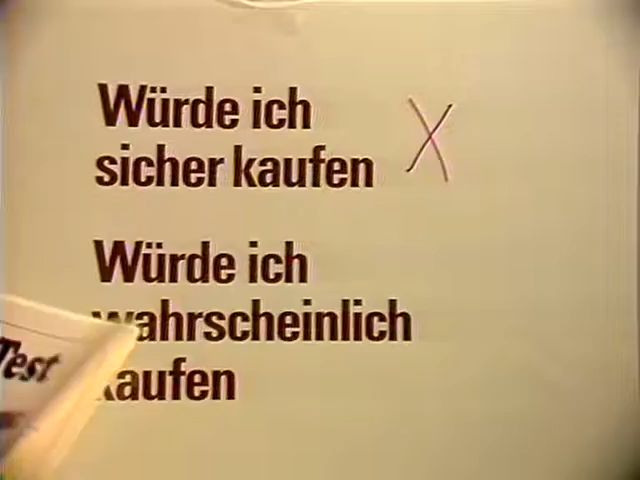 Würde ich
sicher kaufen X
Würde ich
wahrscheinlich
kaufen
Test